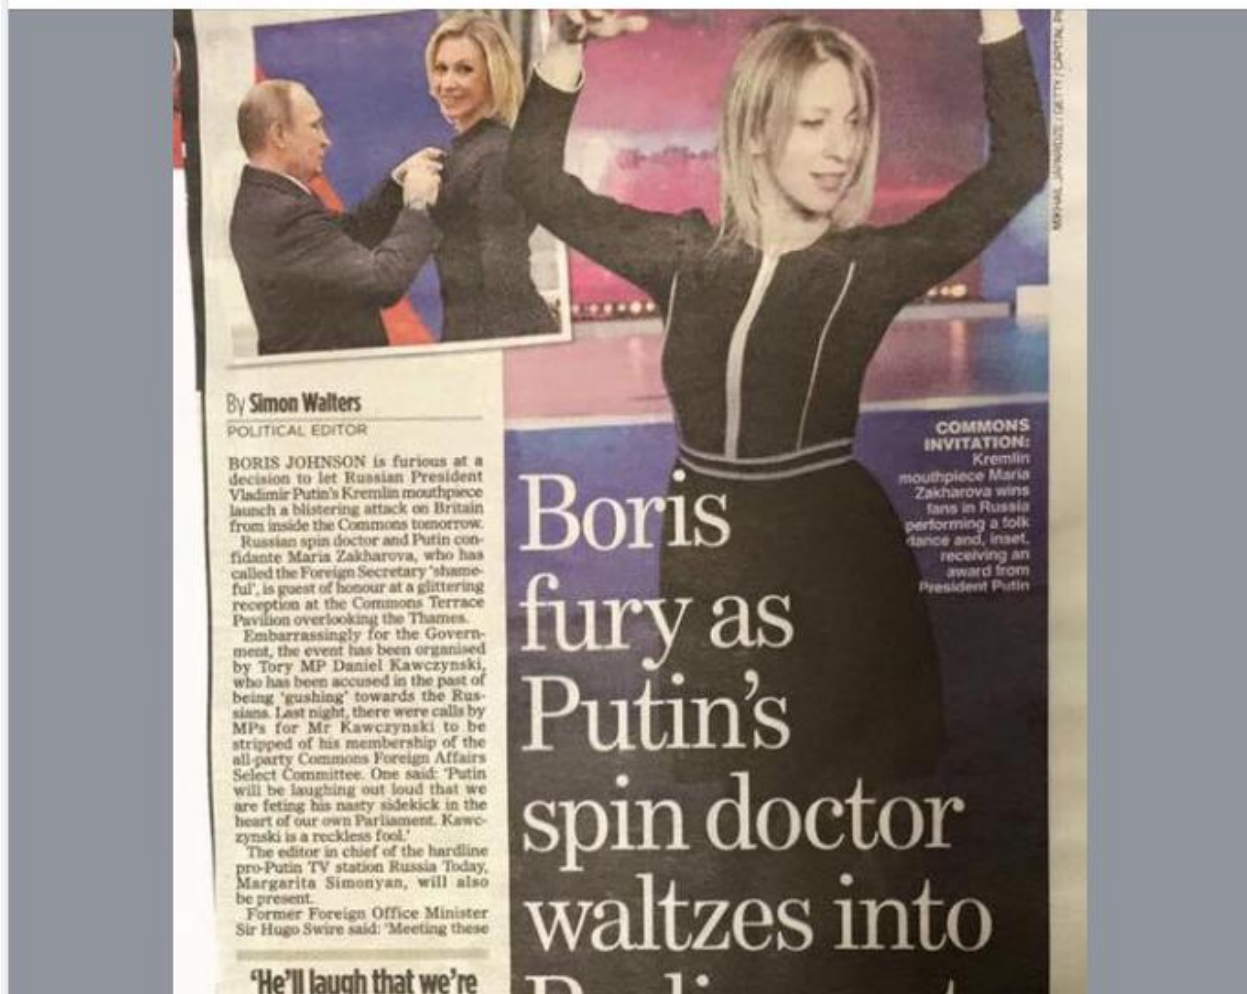 MIKHAIL JAPARIDZE / GETTY / CAPITAL
By Simon Walters
POLITICAL EDITOR
BORIS JOHNSON is furious at a
decision to let Russian President
Vladimir Putin's Kremlin mouthpiece
launch a blistering attack on Britain
from inside the Commons tomorrow.
Russian spin doctor and Putin con-
fidante Maria Zakharova, who has
called the Foreign Secretary 'shame-
ful', is guest of honour at a glittering
reception at the Commons Terrace
Pavilion overlooking the Thames.
Embarrassingly for the Govern-
ment, the event has been organised
by Tory MP Daniel Kawczynski,
who has been accused in the past of
being 'gushing' towards the Rus-
sians. Last night, there were calls by
MPs for Mr Kawczynski to be
stripped of his membership of the
all-party Commons Foreign Affairs
Select Committee. One said: 'Putin
will be laughing out loud that we
are feting his nasty sidekick in the
heart of our own Parliament. Kawc-
zynski is a reckless fool.'
The editor in chief of the hardline
pro-Putin TV station Russia Today,
Margarita Simonyan, will also
be present.
Former Foreign Office Minister
Sir Hugo Swire said: 'Meeting these
'He'll laugh that we're
COMMONS
INVITATION:
Kremlin
mouthpiece Maria
Zakharova wins
fans in Russia
performing a folk
dance and, inset,
receiving an
award from
President Putin
Boris
fury as
Putin's
spin doctor
waltzes into